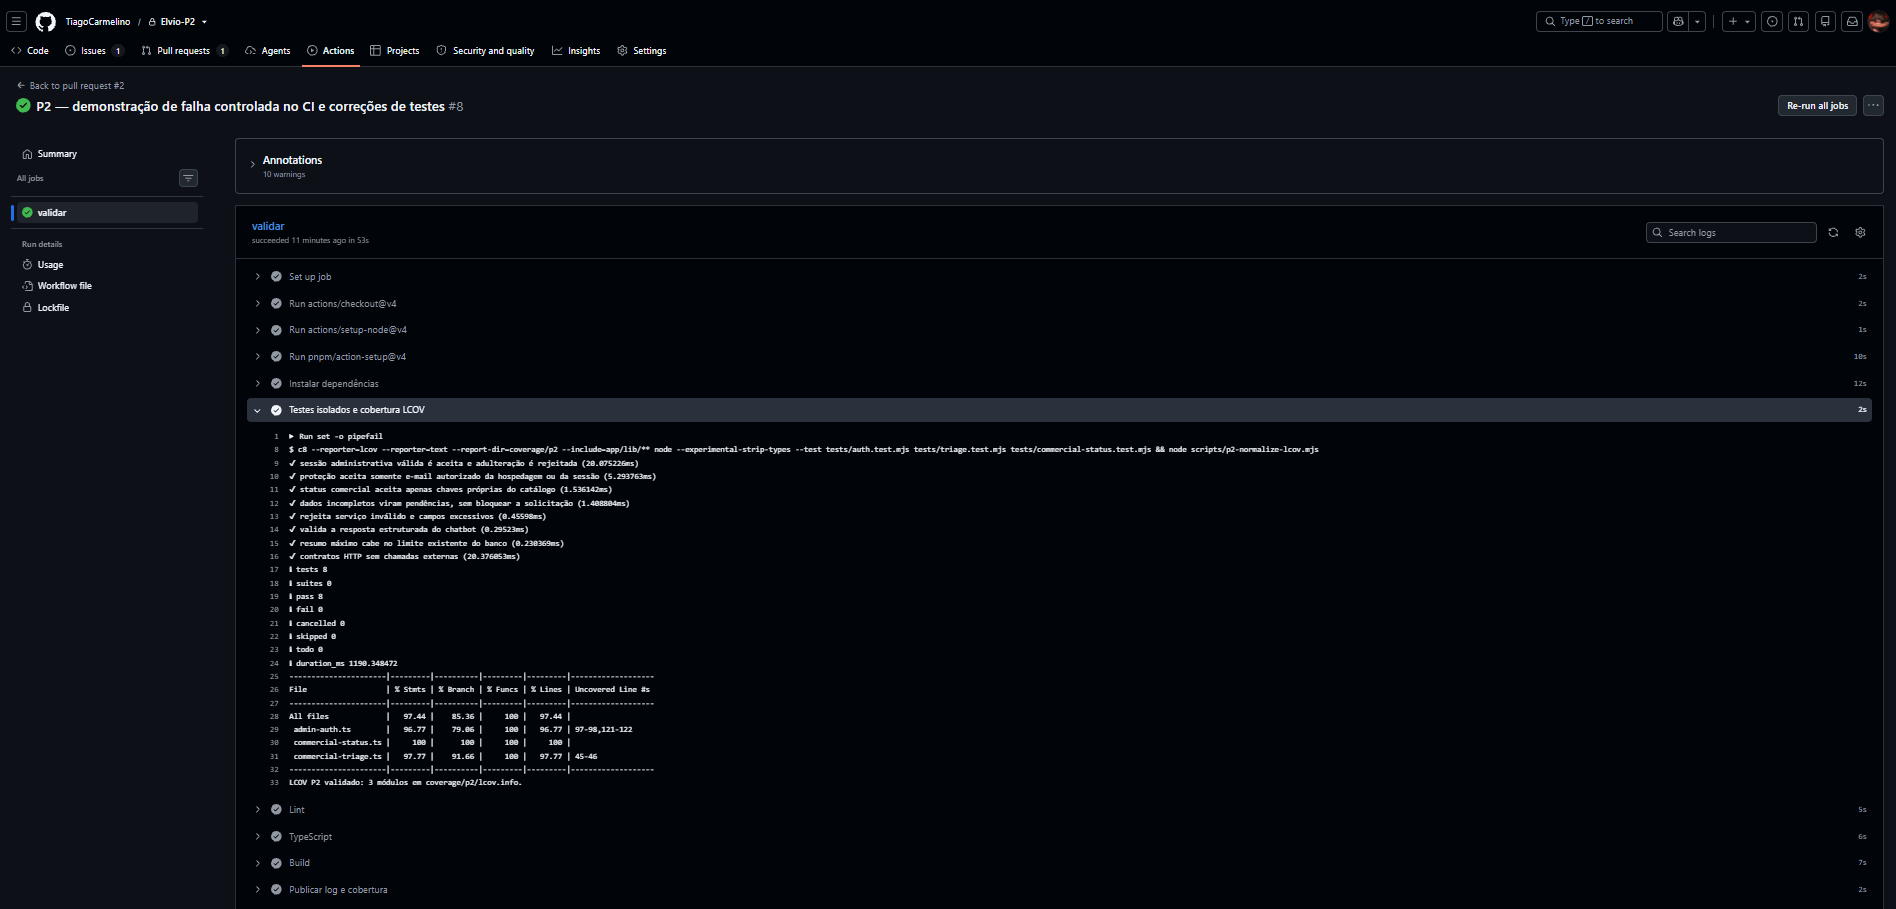 TiagoCarmelino / Elvio-P2
Type / to search
Code
Issues 1
Pull requests 1
Agents
Actions
Projects
Security and quality
Insights
Settings
Back to pull request #2
P2 — demonstração de falha controlada no CI e correções de testes #8
Re-run all jobs
Summary
All jobs
validar
Run details
Usage
Workflow file
Lockfile
Annotations
10 warnings
validar
succeeded 11 minutes ago in 53s
Search logs
Set up job 2s
Run actions/checkout@v4 2s
Run actions/setup-node@v4 1s
Run pnpm/action-setup@v4 10s
Instalar dependências 12s
Testes isolados e cobertura LCOV 2s
1 ▶ Run set -o pipefail
8 $ c8 --reporter=lcov --reporter=text --report-dir=coverage/p2 --include=app/lib/** node --experimental-strip-types --test tests/auth.test.mjs tests/triage.test.mjs tests/commercial-status.test.mjs && node scripts/p2-normalize-lcov.mjs
9 ✔ sessão administrativa válida é aceita e adulteração é rejeitada (20.075226ms)
10 ✔ proteção aceita somente e-mail autorizado da hospedagem ou da sessão (5.293763ms)
11 ✔ status comercial aceita apenas chaves próprias do catálogo (1.536142ms)
12 ✔ dados incompletos viram pendências, sem bloquear a solicitação (1.408804ms)
13 ✔ rejeita serviço inválido e campos excessivos (0.45598ms)
14 ✔ valida a resposta estruturada do chatbot (0.29523ms)
15 ✔ resumo máximo cabe no limite existente do banco (0.230369ms)
16 ✔ contratos HTTP sem chamadas externas (20.376053ms)
17 ℹ tests 8
18 ℹ suites 0
19 ℹ pass 8
20 ℹ fail 0
21 ℹ cancelled 0
22 ℹ skipped 0
23 ℹ todo 0
24 ℹ duration_ms 1190.348472
25 ----------------------|---------|----------|---------|---------|-------------------
26 File | % Stmts | % Branch | % Funcs | % Lines | Uncovered Line #s
27 ----------------------|---------|----------|---------|---------|-------------------
28 All files | 97.44 | 85.36 | 100 | 97.44 |
29 admin-auth.ts | 96.77 | 79.06 | 100 | 96.77 | 97-98,121-122
30 commercial-status.ts | 100 | 100 | 100 | 100 |
31 commercial-triage.ts | 97.77 | 91.66 | 100 | 97.77 | 45-46
32 ----------------------|---------|----------|---------|---------|-------------------
33 LCOV P2 validado: 3 módulos em coverage/p2/lcov.info.
Lint 5s
TypeScript 6s
Build 7s
Publicar log e cobertura 2s